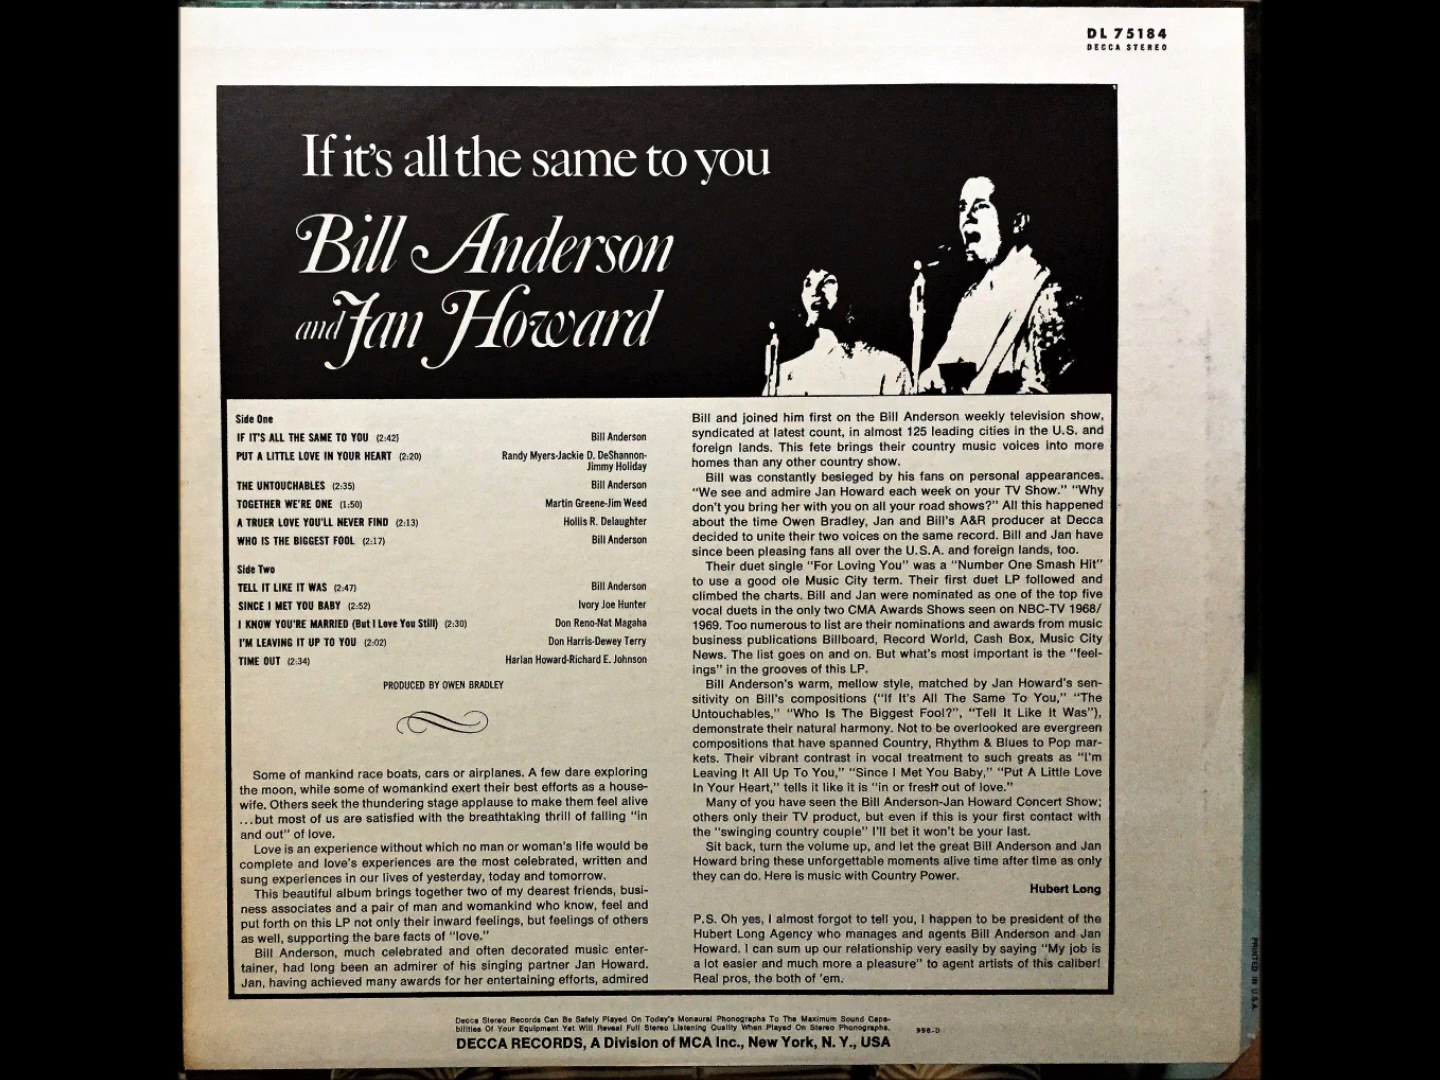 DL 75184
DECCA STEREO
If it's all the same to you
Bill Anderson
and Jan Howard
Side One
IF IT'S ALL THE SAME TO YOU (2:42) Bill Anderson
PUT A LITTLE LOVE IN YOUR HEART (2:20) Randy Myers-Jackie D. DeShannon-
Jimmy Holiday
THE UNTOUCHABLES (2:35) Bill Anderson
TOGETHER WE'RE ONE (1:50) Martin Greene-Jim Weed
A TRUER LOVE YOU'LL NEVER FIND (2:13) Hollis R. Delaughter
WHO IS THE BIGGEST FOOL (2:17) Bill Anderson
Side Two
TELL IT LIKE IT WAS (2:47) Bill Anderson
SINCE I MET YOU BABY (2:52) Ivory Joe Hunter
I KNOW YOU'RE MARRIED (But I Love You Still) (2:30) Don Reno-Nat Magaha
I'M LEAVING IT UP TO YOU (2:02) Don Harris-Dewey Terry
TIME OUT (2:34) Harlan Howard-Richard E. Johnson
PRODUCED BY OWEN BRADLEY
Some of mankind race boats, cars or airplanes. A few dare exploring
the moon, while some of womankind exert their best efforts as a house-
wife. Others seek the thundering stage applause to make them feel alive
...but most of us are satisfied with the breathtaking thrill of falling "in
and out" of love.
Love is an experience without which no man or woman's life would be
complete and love's experiences are the most celebrated, written and
sung experiences in our lives of yesterday, today and tomorrow.
This beautiful album brings together two of my dearest friends, busi-
ness associates and a pair of man and womankind who know, feel and
put forth on this LP not only their inward feelings, but feelings of others
as well, supporting the bare facts of "love."
Bill Anderson, much celebrated and often decorated music enter-
tainer, had long been an admirer of his singing partner Jan Howard.
Jan, having achieved many awards for her entertaining efforts, admired
Bill and joined him first on the Bill Anderson weekly television show,
syndicated at latest count, in almost 125 leading cities in the U.S. and
foreign lands. This fete brings their country music voices into more
homes than any other country show.
Bill was constantly besieged by his fans on personal appearances.
"We see and admire Jan Howard each week on your TV Show." "Why
don't you bring her with you on all your road shows?" All this happened
about the time Owen Bradley, Jan and Bill's A&R producer at Decca
decided to unite their two voices on the same record. Bill and Jan have
since been pleasing fans all over the U.S.A. and foreign lands, too.
Their duet single "For Loving You" was a "Number One Smash Hit"
to use a good ole Music City term. Their first duet LP followed and
climbed the charts. Bill and Jan were nominated as one of the top five
vocal duets in the only two CMA Awards Shows seen on NBC-TV 1968/
1969. Too numerous to list are their nominations and awards from music
business publications Billboard, Record World, Cash Box, Music City
News. The list goes on and on. But what's most important is the "feel-
ings" in the grooves of this LP.
Bill Anderson's warm, mellow style, matched by Jan Howard's sen-
sitivity on Bill's compositions ("If It's All The Same To You," "The
Untouchables," "Who Is The Biggest Fool?", "Tell It Like It Was"),
demonstrate their natural harmony. Not to be overlooked are evergreen
compositions that have spanned Country, Rhythm & Blues to Pop mar-
kets. Their vibrant contrast in vocal treatment to such greats as "I'm
Leaving It All Up To You," "Since I Met You Baby," "Put A Little Love
In Your Heart," tells it like it is "in or fresh out of love."
Many of you have seen the Bill Anderson-Jan Howard Concert Show;
others only their TV product, but even if this is your first contact with
the "swinging country couple" I'll bet it won't be your last.
Sit back, turn the volume up, and let the great Bill Anderson and Jan
Howard bring these unforgettable moments alive time after time as only
they can do. Here is music with Country Power.
Hubert Long
P.S. Oh yes, I almost forgot to tell you, I happen to be president of the
Hubert Long Agency who manages and agents Bill Anderson and Jan
Howard. I can sum up our relationship very easily by saying "My job is
a lot easier and much more a pleasure" to agent artists of this caliber!
Real pros, the both of 'em.
Decca Stereo Records Can Be Safely Played On Today's Monaural Phonographs To The Maximum Sound Capa-
bilities Of Your Equipment Yet Will Reveal Full Stereo Listening Quality When Played On Stereo Phonographs.
DECCA RECORDS, A Division of MCA Inc., New York, N. Y., USA
PRINTED IN U.S.A.